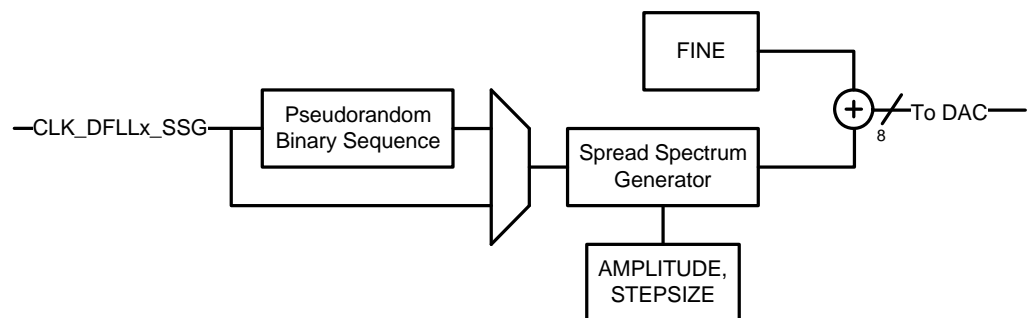 FINE
CLK_DFLLx_SSG
Pseudorandom
Binary Sequence
+
To DAC
8
Spread Spectrum
Generator
AMPLITUDE,
STEPSIZE